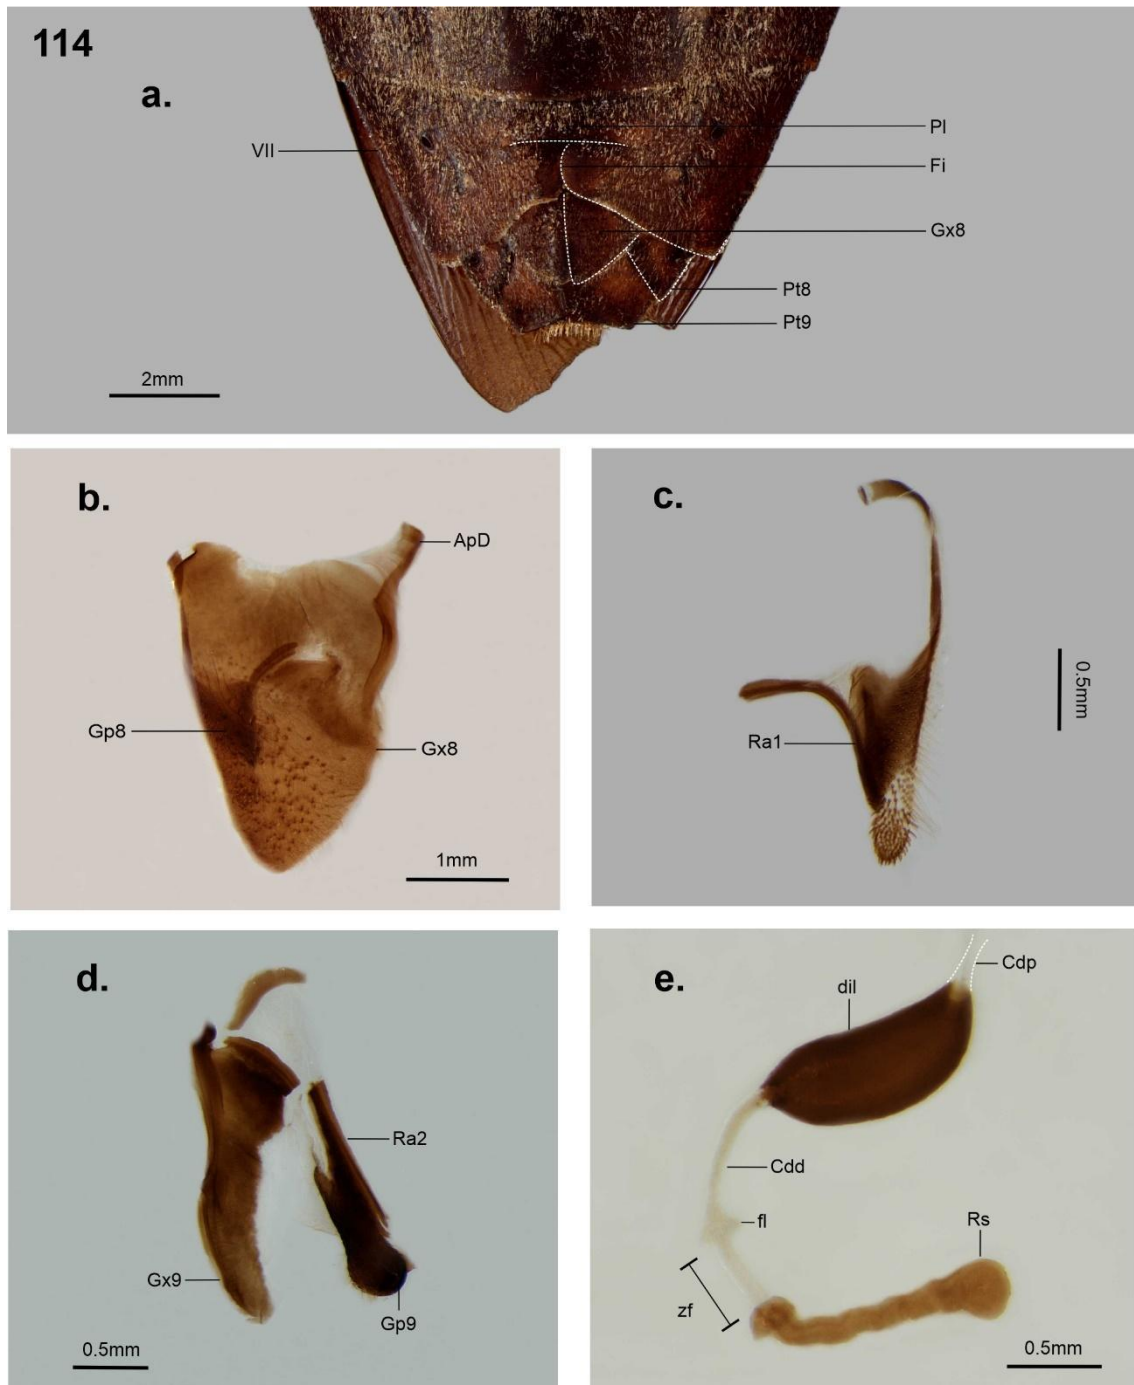 114
a.
Pl
VII
Fi
Gx8
Pt8
Pt9
2mm
b.
ApD
Gp8
Gx8
1mm
c.
Ra1
0.5mm
d.
Ra2
Gx9
Gp9
0.5mm
e.
Cdp
dil
Cdd
fl
Rs
zf
0.5mm